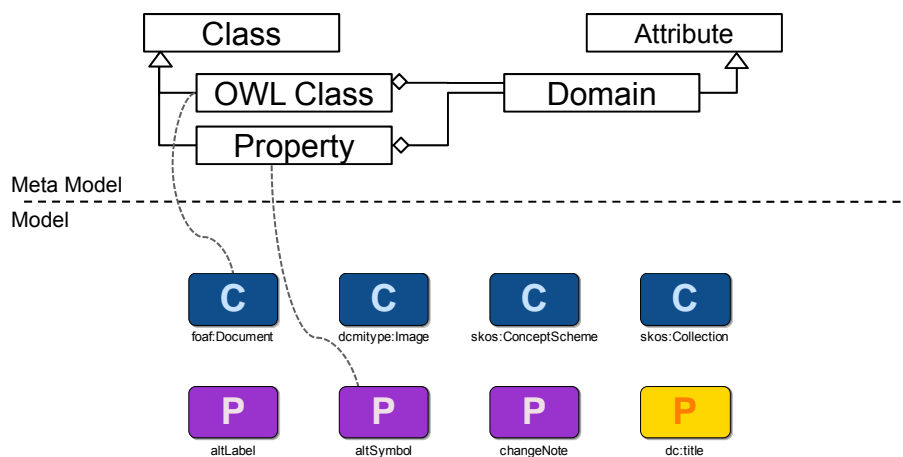 Class
Attribute
OWL Class
Domain
Property
Meta Model
Model
C
C
C
C
foaf:Document
dcmitype:Image
skos:ConceptScheme
skos:Collection
P
P
P
P
altLabel
altSymbol
changeNote
dc:title